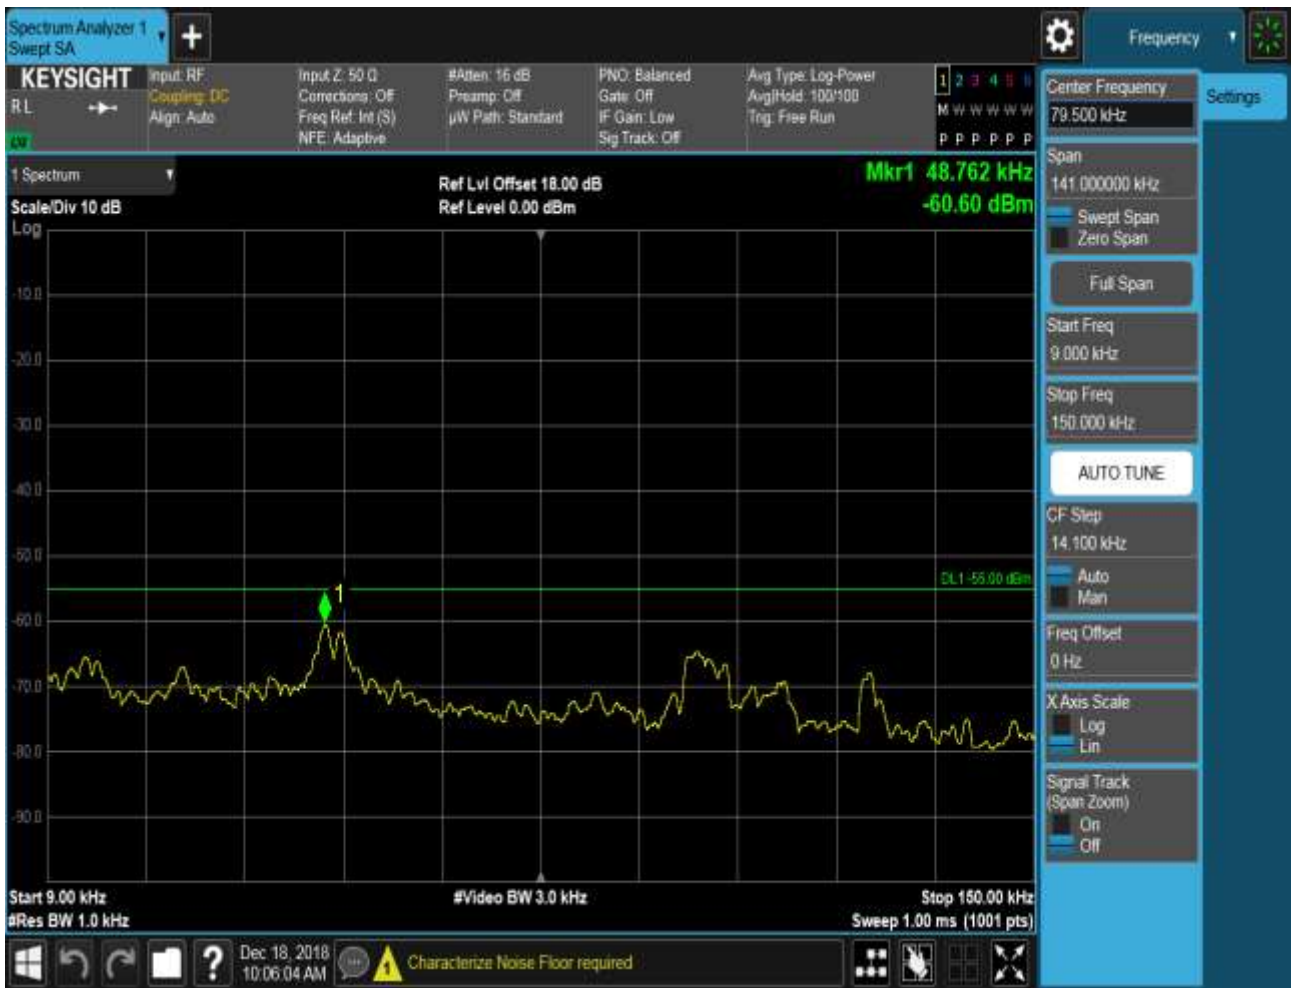 Spectrum Analyzer 1
Swept SA
Frequency
KEYSIGHT
RL
Input: RF
Coupling: DC
Align: Auto
Input Z: 50 Ω
Corrections: Off
Freq Ref: Int (S)
NFE: Adaptive
#Atten: 16 dB
Preamp: Off
µW Path: Standard
PNO: Balanced
Gate: Off
IF Gain: Low
Sig Track: Off
Avg Type: Log-Power
Avg|Hold: 100/100
Trig: Free Run
1 2 3 4 5 6
M W W W W W
P P P P P P
1 Spectrum
Scale/Div 10 dB
Log
Ref Lvl Offset 18.00 dB
Ref Level 0.00 dBm
Mkr1 48.762 kHz
-60.60 dBm
-10.0
-20.0
-30.0
-40.0
-50.0
DL1 -55.00 dBm
1
-60.0
-70.0
-80.0
-90.0
Start 9.00 kHz
#Video BW 3.0 kHz
Stop 150.00 kHz
#Res BW 1.0 kHz
Sweep 1.00 ms (1001 pts)
Center Frequency
79.500 kHz
Settings
Span
141.000000 kHz
Swept Span
Zero Span
Full Span
Start Freq
9.000 kHz
Stop Freq
150.000 kHz
AUTO TUNE
CF Step
14.100 kHz
Auto
Man
Freq Offset
0 Hz
X Axis Scale
Log
Lin
Signal Track
(Span Zoom)
On
Off
?
Dec 18, 2018
10:06:04 AM
1
Characterize Noise Floor required